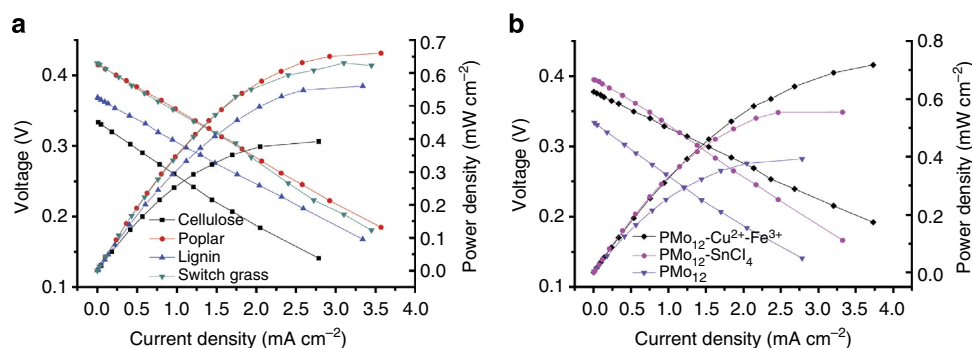 a
Voltage (V)
0.4
0.3
0.2
0.1
0.0 0.5 1.0 1.5 2.0 2.5 3.0 3.5 4.0
Current density (mA cm⁻²)
0.7
0.6
0.5
0.4
0.3
0.2
0.1
0.0
Power density (mW cm⁻²)
Cellulose
Poplar
Lignin
Switch grass
b
Voltage (V)
0.4
0.3
0.2
0.1
0.0 0.5 1.0 1.5 2.0 2.5 3.0 3.5 4.0
Current density (mA cm⁻²)
0.8
0.6
0.4
0.2
0.0
Power density (mW cm⁻²)
PMo₁₂-Cu²⁺-Fe³⁺
PMo₁₂-SnCl₄
PMo₁₂